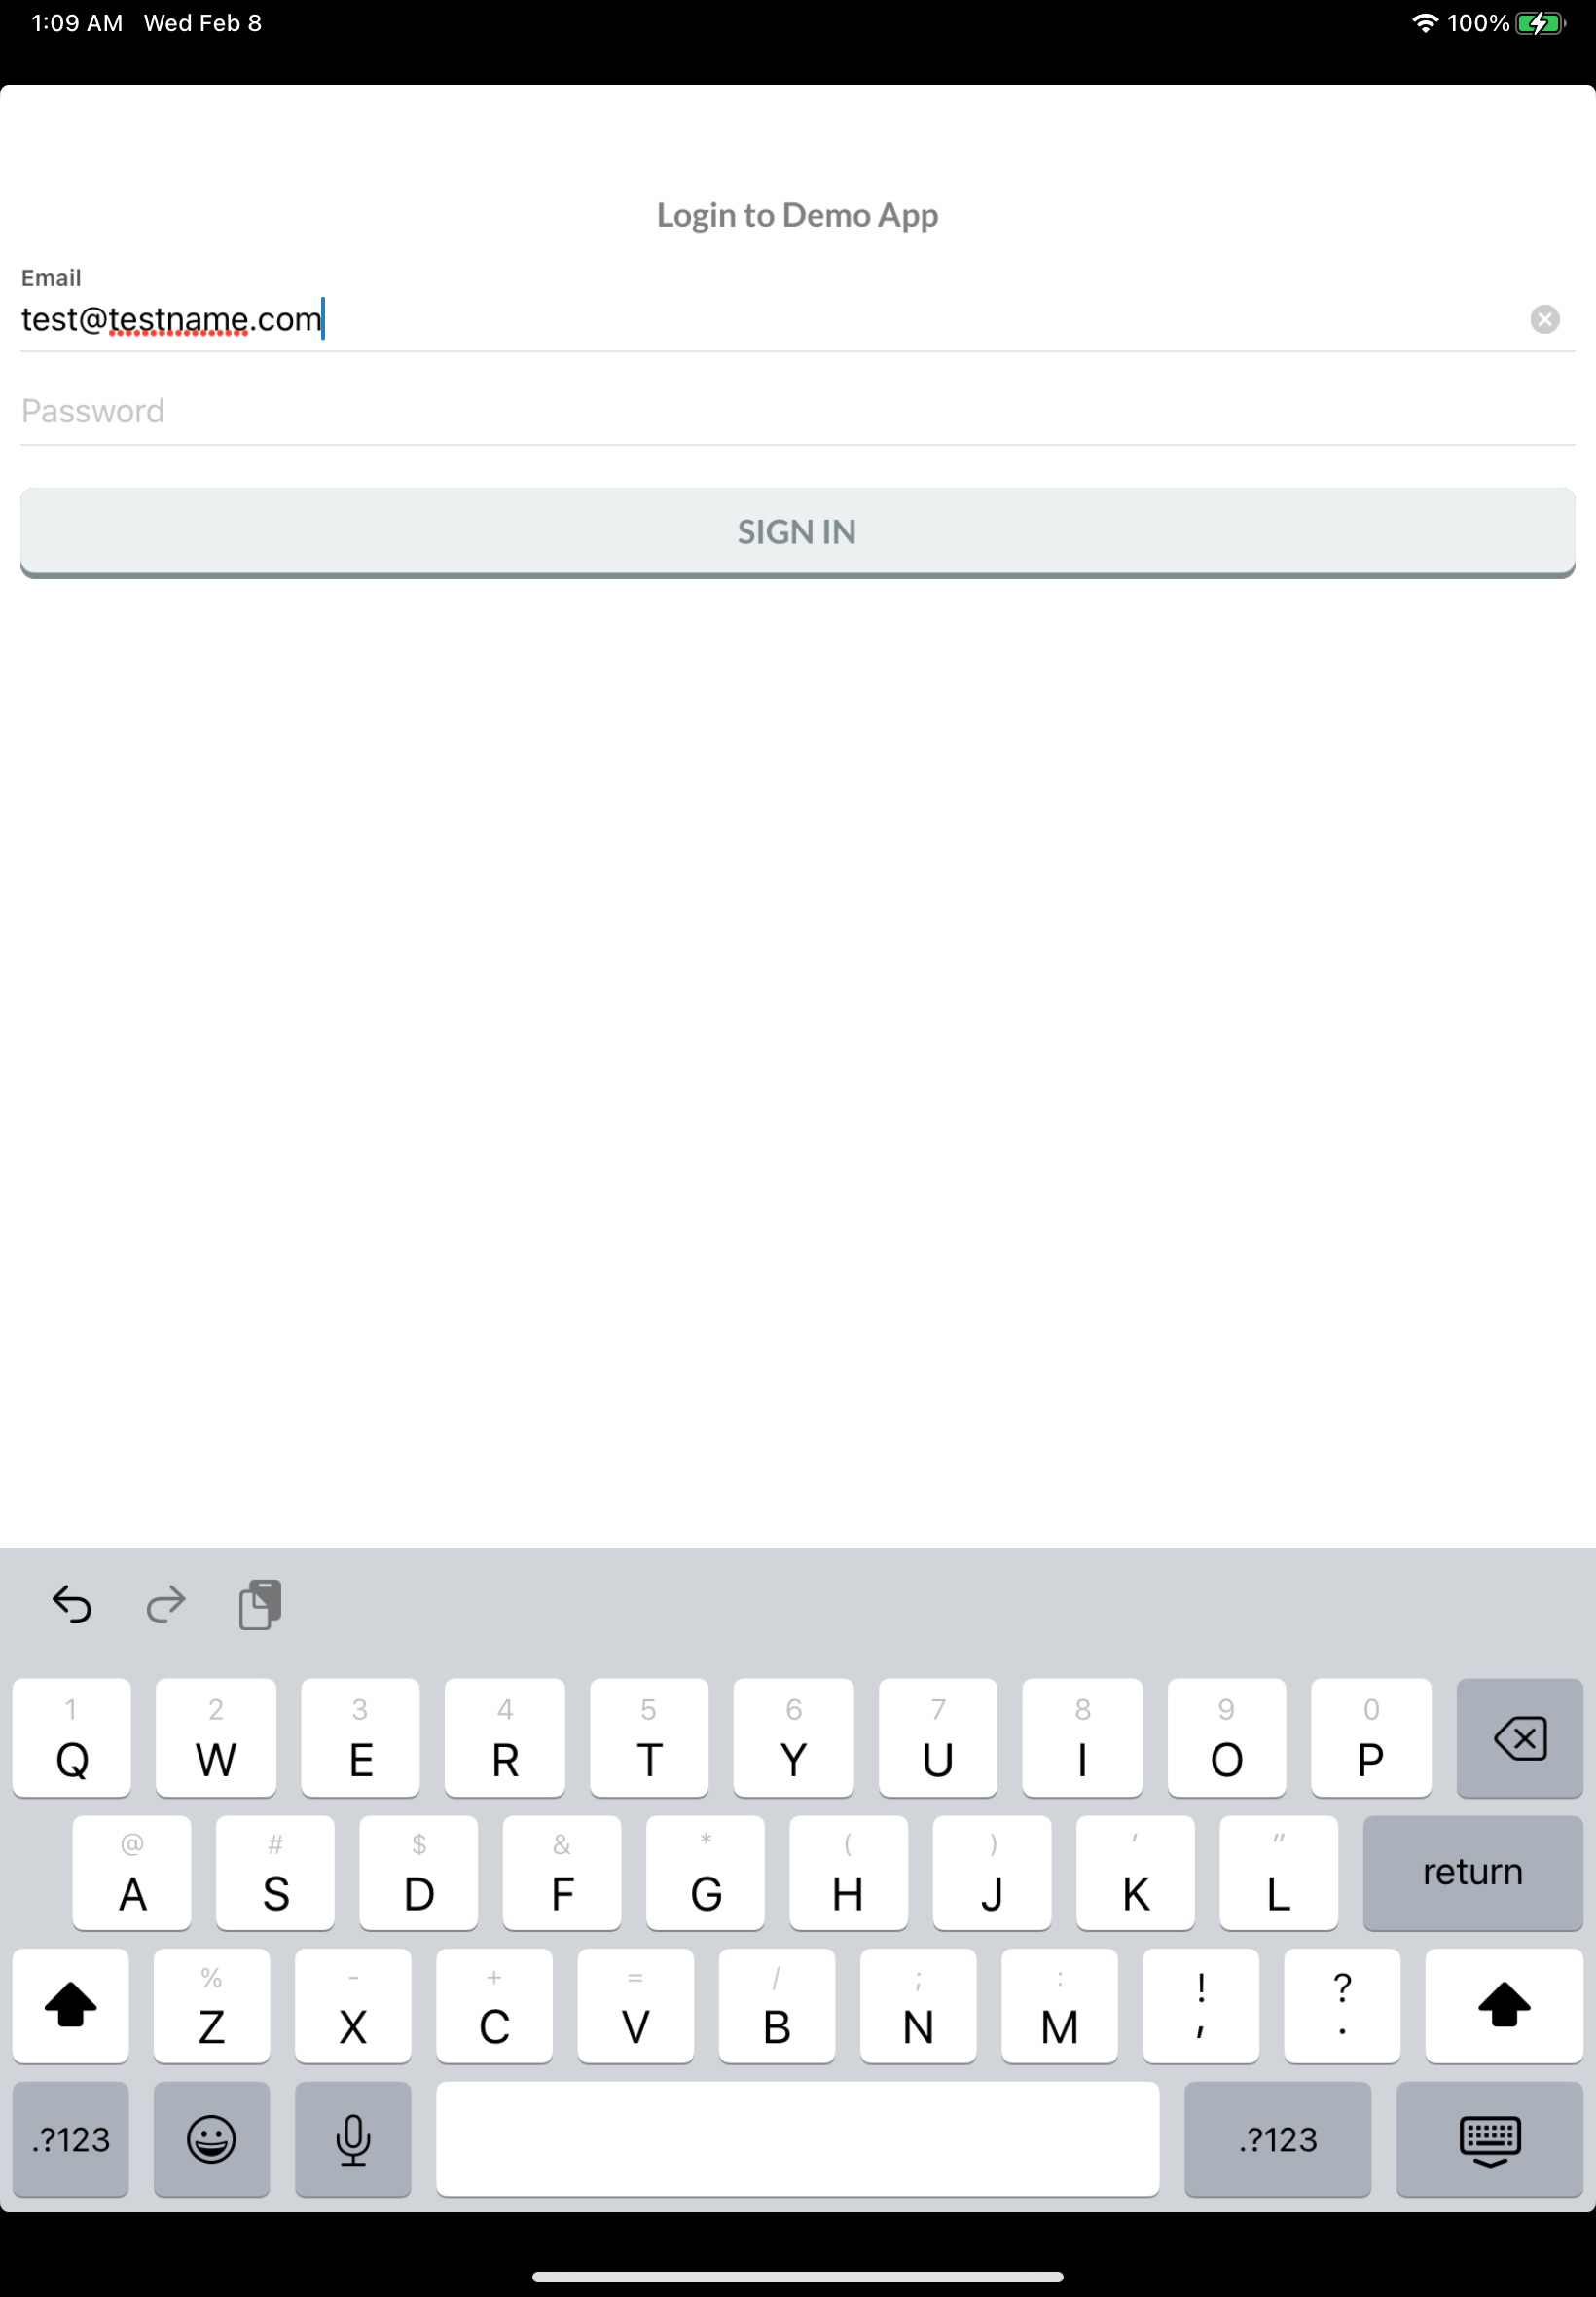 1:09 AM Wed Feb 8 100%
Login to Demo App
Email
test@testname.com
Password
SIGN IN
1 2 3 4 5 6 7 8 9 0
Q W E R T Y U I O P
@ # $ & * ( ) ' "
A S D F G H J K L return
% - + = / ; : ! ?
Z X C V B N M , .
.?123 .?123